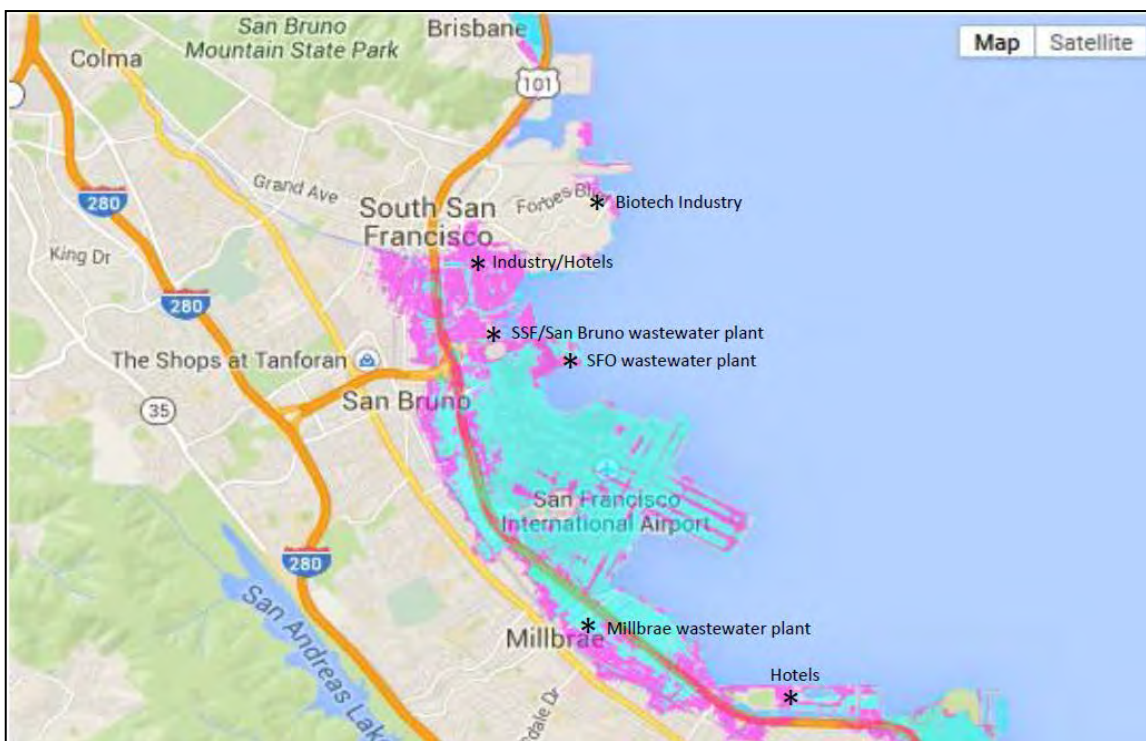 San Bruno
Mountain State Park
Brisbane
Map
Satellite
Colma
101
Grand Ave
280
South San
Francisco
Forbes Bl
Biotech Industry
King Dr
Industry/Hotels
280
SSF/San Bruno wastewater plant
The Shops at Tanforan
SFO wastewater plant
San Bruno
35
San Francisco
International Airport
280
San Andreas Lake
Millbrae
Millbrae wastewater plant
Hotels
dale Dr